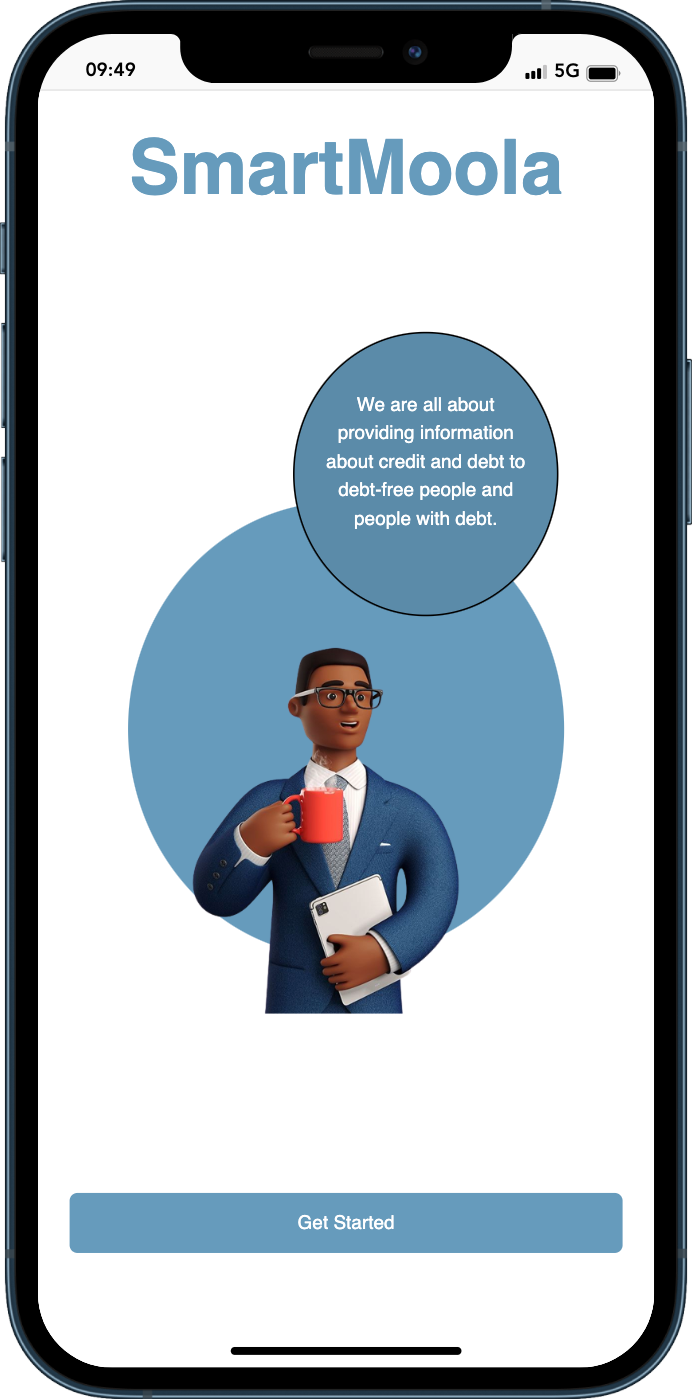 09:49
5G
SmartMoola
We are all about
providing information
about credit and debt to
debt-free people and
people with debt.
Get Started